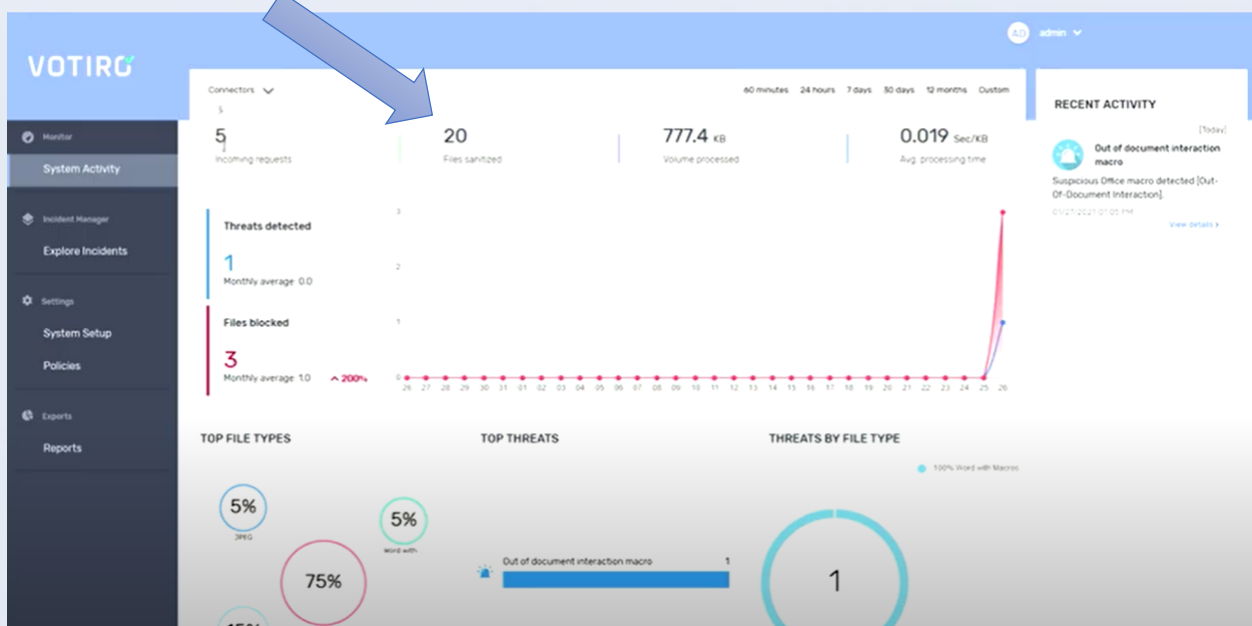 VOTIRO
AD admin
Connectors
60 minutes 24 hours 7 days 30 days 12 months Custom
5
5
Incoming requests
20
Files sanitized
777.4 KB
Volume processed
0.019 Sec/KB
Avg. processing time
RECENT ACTIVITY
[Today]
Out of document interaction
macro
Suspicious Office macro detected [Out-
Of-Document Interaction].
01/27/2021 01:05 PM
View details >
Monitor
System Activity
Incident Manager
Explore Incidents
Settings
System Setup
Policies
Exports
Reports
Threats detected
1
Monthly average 0.0
Files blocked
3
Monthly average 1.0 200%
3
2
1
0
26 27 28 29 30 31 01 02 03 04 05 06 07 08 09 10 11 12 13 14 15 16 17 18 19 20 21 22 23 24 25 26
TOP FILE TYPES
5%
JPEG
5%
Word with
75%
TOP THREATS
Out of document interaction macro 1
THREATS BY FILE TYPE
100% Word with Macros
1